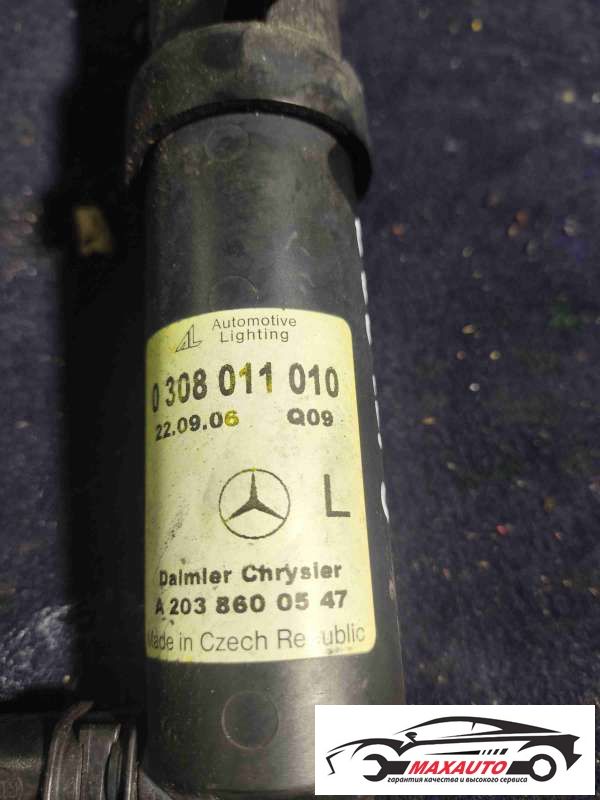 AL Automotive
Lighting
0 308 011 010
22.09.06 Q09
L
Daimler Chrysler
A 203 860 05 47
Made in Czech Republic
MAXAUTO
гарантия качества и высокого сервиса